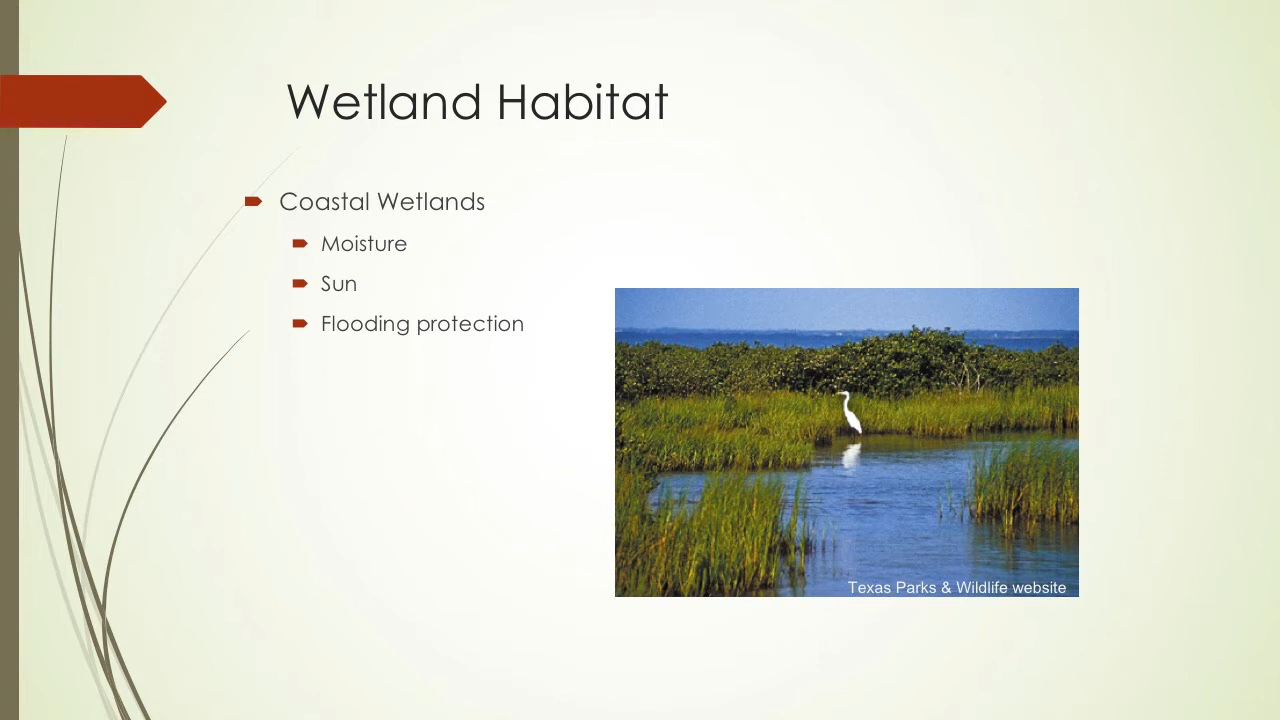 Wetland Habitat
Coastal Wetlands
Moisture
Sun
Flooding protection
Texas Parks & Wildlife website